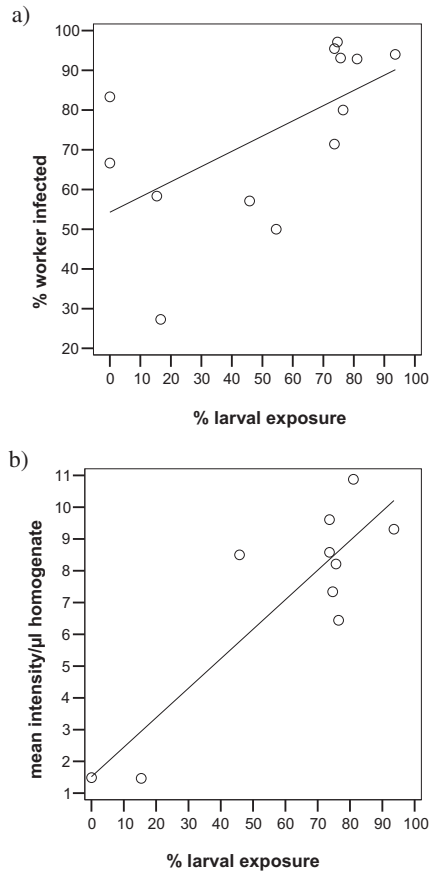 a)
100
90
80
70
60
50
40
30
20
% worker infected
0 10 20 30 40 50 60 70 80 90 100
% larval exposure
b)
11
10
9
8
7
6
5
4
3
2
1
mean intensity/µl homogenate
0 10 20 30 40 50 60 70 80 90 100
% larval exposure